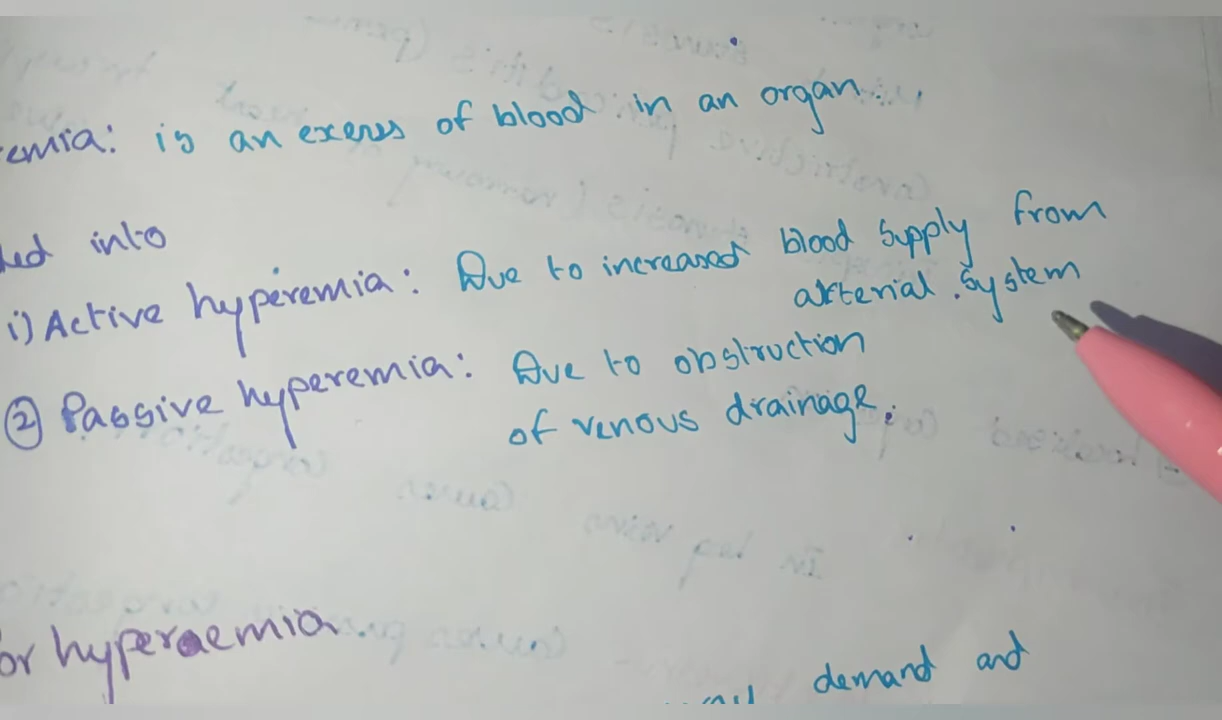 emia: is an excess of blood in an organ.
ded into
i) Active hyperemia: Due to increased blood supply from
arterial system
② Passive hyperemia: Due to obstruction
of venous drainage.
or hyperaemia
demand and